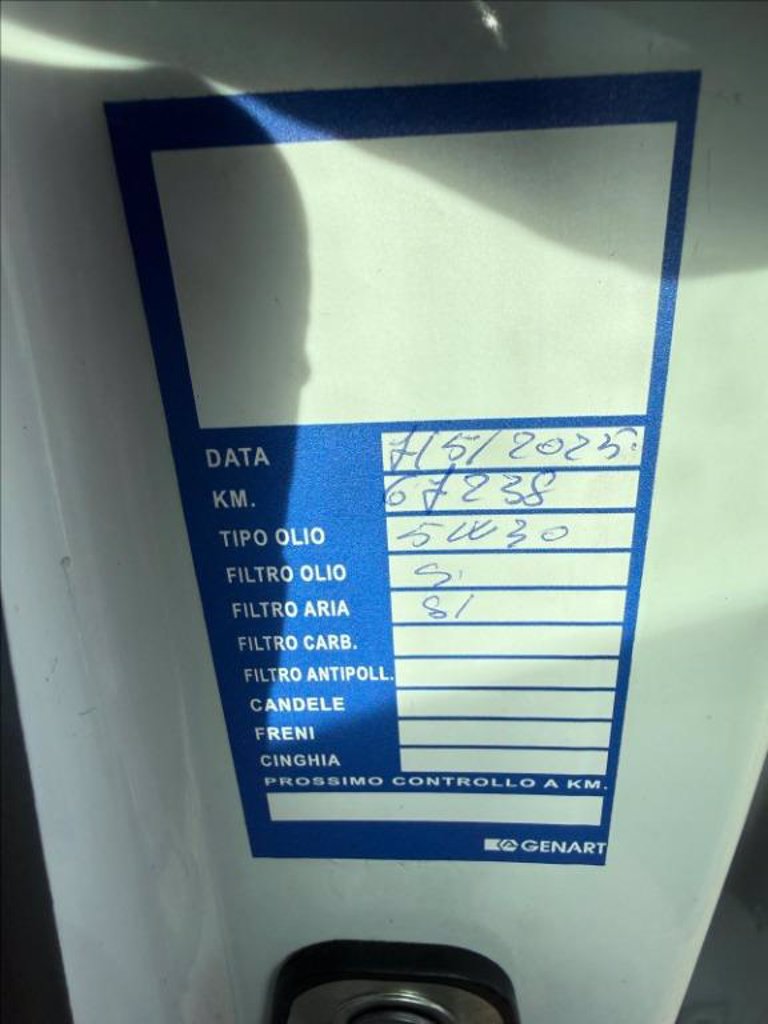 DATA 7/5/2025
KM. 67238
TIPO OLIO 5W30
FILTRO OLIO Si
FILTRO ARIA SI
FILTRO CARB.
FILTRO ANTIPOLL.
CANDELE
FRENI
CINGHIA
PROSSIMO CONTROLLO A KM.
GENART